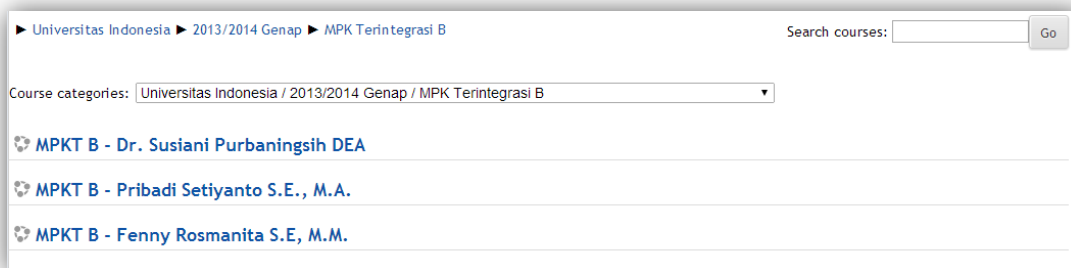 ► Universitas Indonesia ► 2013/2014 Genap ► MPK Terintegrasi B
Search courses: Go
Course categories: Universitas Indonesia / 2013/2014 Genap / MPK Terintegrasi B
MPKT B - Dr. Susiani Purbaningsih DEA
MPKT B - Pribadi Setiyanto S.E., M.A.
MPKT B - Fenny Rosmanita S.E, M.M.